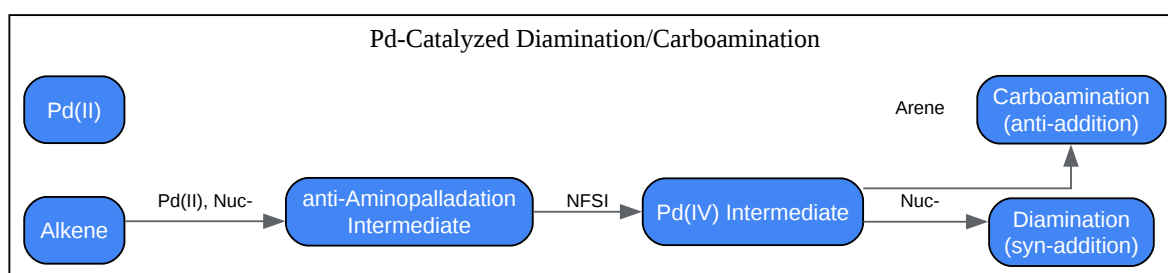 Pd-Catalyzed Diamination/Carboamination
Pd(II)
Arene
Carboamination
(anti-addition)
Alkene
Pd(II), Nuc-
anti-Aminopalladation
Intermediate
NFSI
Pd(IV) Intermediate
Nuc-
Diamination
(syn-addition)